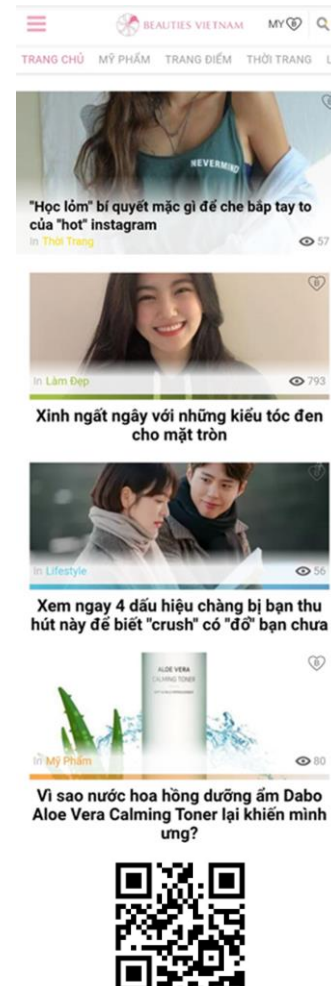 BEAUTIES VIETNAM
MY
TRANG CHỦ MỸ PHẨM TRANG ĐIỂM THỜI TRANG L
NEVERMIND
"Học lỏm" bí quyết mặc gì để che bắp tay to
của "hot" instagram
In Thời Trang
57
In Làm Đẹp
793
Xinh ngất ngây với những kiểu tóc đen
cho mặt tròn
In Lifestyle
56
Xem ngay 4 dấu hiệu chàng bị bạn thu
hút này để biết "crush" có "đổ" bạn chưa
ALOE VERA
CALMING TONER
In Mỹ Phẩm
80
Vì sao nước hoa hồng dưỡng ẩm Dabo
Aloe Vera Calming Toner lại khiến mình
ưng?